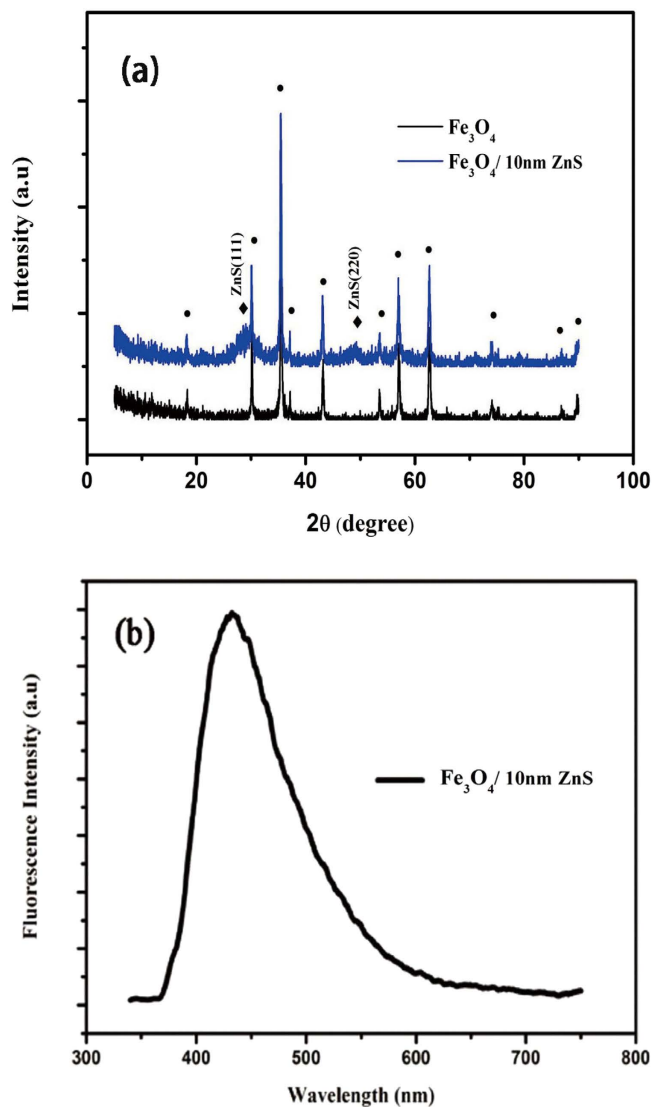 (a)
Fe₃O₄
Fe₃O₄/ 10nm ZnS
ZnS(111)
ZnS(220)
Intensity (a.u)
0 20 40 60 80 100
2θ (degree)
(b)
Fe₃O₄/ 10nm ZnS
Fluorescence Intensity (a.u)
300 400 500 600 700 800
Wavelength (nm)